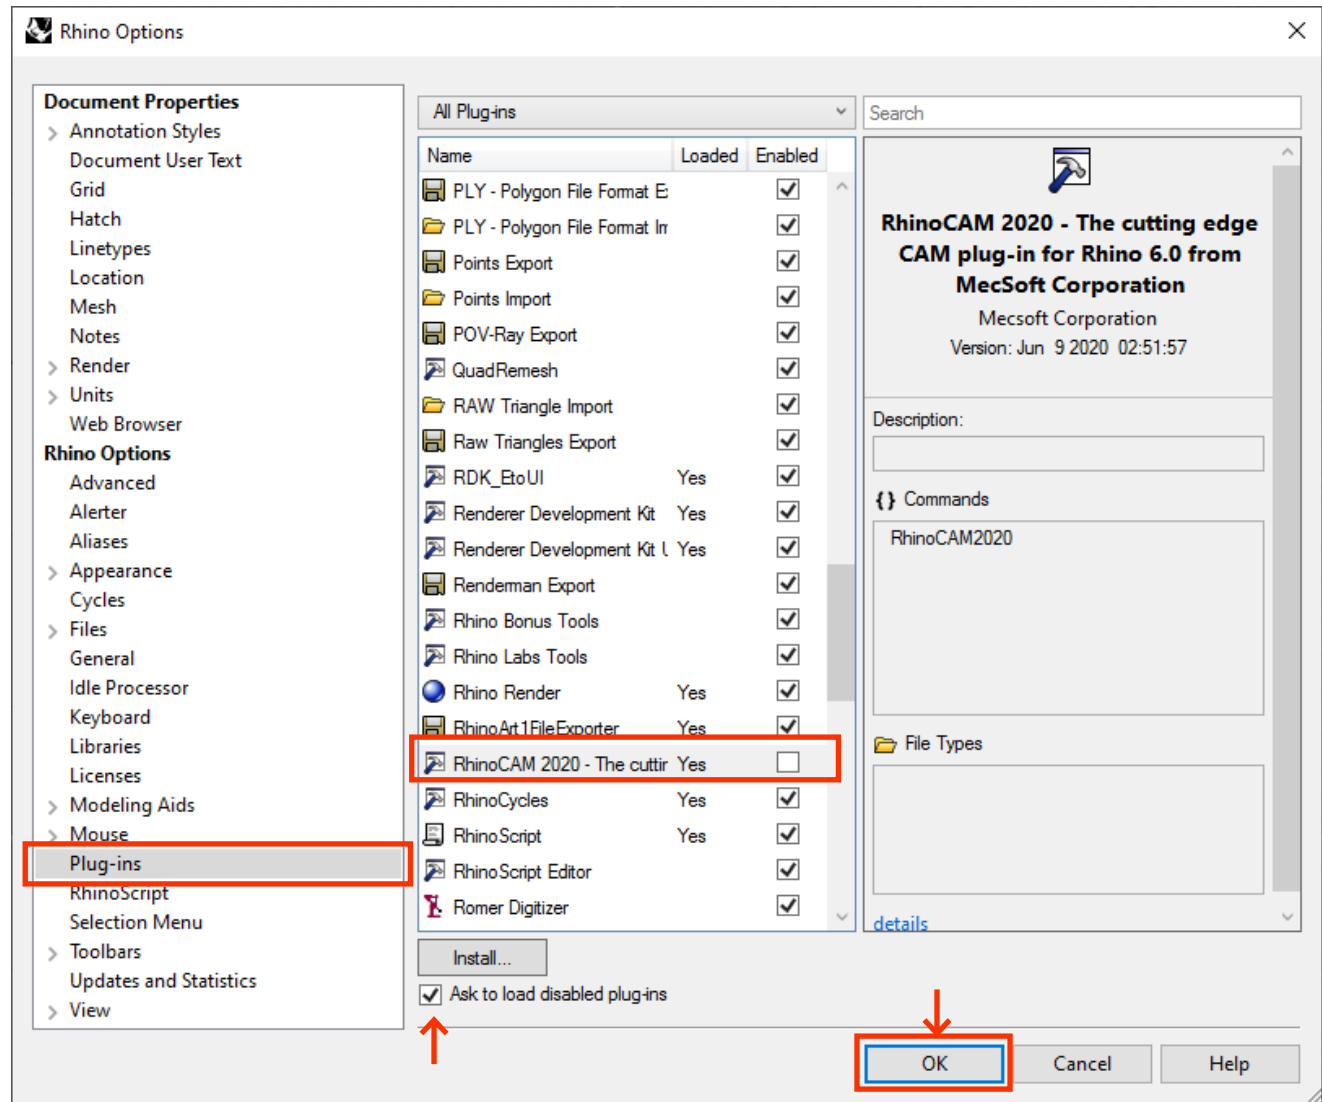 Rhino Options
Document Properties
Annotation Styles
Document User Text
Grid
Hatch
Linetypes
Location
Mesh
Notes
Render
Units
Web Browser
Rhino Options
Advanced
Alerter
Aliases
Appearance
Cycles
Files
General
Idle Processor
Keyboard
Libraries
Licenses
Modeling Aids
Mouse
Plug-ins
RhinoScript
Selection Menu
Toolbars
Updates and Statistics
View
All Plug-ins
Name Loaded Enabled
PLY - Polygon File Format E
PLY - Polygon File Format Im
Points Export
Points Import
POV-Ray Export
QuadRemesh
RAW Triangle Import
Raw Triangles Export
RDK_EtoUI Yes
Renderer Development Kit Yes
Renderer Development Kit U Yes
Renderman Export
Rhino Bonus Tools
Rhino Labs Tools
Rhino Render Yes
RhinoArt1FileExporter Yes
RhinoCAM 2020 - The cuttin Yes
RhinoCycles Yes
RhinoScript Yes
RhinoScript Editor
Romer Digitizer
Install...
Ask to load disabled plug-ins
Search
RhinoCAM 2020 - The cutting edge
CAM plug-in for Rhino 6.0 from
MecSoft Corporation
Mecsoft Corporation
Version: Jun 9 2020 02:51:57
Description:
{} Commands
RhinoCAM2020
File Types
details
OK Cancel Help